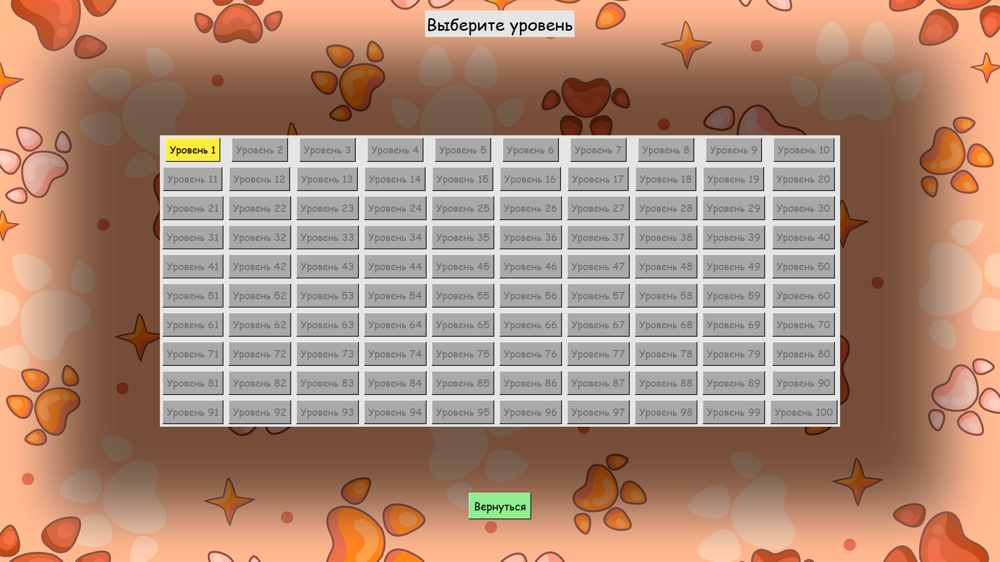 Выберите уровень
Уровень 1 Уровень 2 Уровень 3 Уровень 4 Уровень 5 Уровень 6 Уровень 7 Уровень 8 Уровень 9 Уровень 10
Уровень 11 Уровень 12 Уровень 13 Уровень 14 Уровень 15 Уровень 16 Уровень 17 Уровень 18 Уровень 19 Уровень 20
Уровень 21 Уровень 22 Уровень 23 Уровень 24 Уровень 25 Уровень 26 Уровень 27 Уровень 28 Уровень 29 Уровень 30
Уровень 31 Уровень 32 Уровень 33 Уровень 34 Уровень 35 Уровень 36 Уровень 37 Уровень 38 Уровень 39 Уровень 40
Уровень 41 Уровень 42 Уровень 43 Уровень 44 Уровень 45 Уровень 46 Уровень 47 Уровень 48 Уровень 49 Уровень 50
Уровень 51 Уровень 52 Уровень 53 Уровень 54 Уровень 55 Уровень 56 Уровень 57 Уровень 58 Уровень 59 Уровень 60
Уровень 61 Уровень 62 Уровень 63 Уровень 64 Уровень 65 Уровень 66 Уровень 67 Уровень 68 Уровень 69 Уровень 70
Уровень 71 Уровень 72 Уровень 73 Уровень 74 Уровень 75 Уровень 76 Уровень 77 Уровень 78 Уровень 79 Уровень 80
Уровень 81 Уровень 82 Уровень 83 Уровень 84 Уровень 85 Уровень 86 Уровень 87 Уровень 88 Уровень 89 Уровень 90
Уровень 91 Уровень 92 Уровень 93 Уровень 94 Уровень 95 Уровень 96 Уровень 97 Уровень 98 Уровень 99 Уровень 100
Вернуться